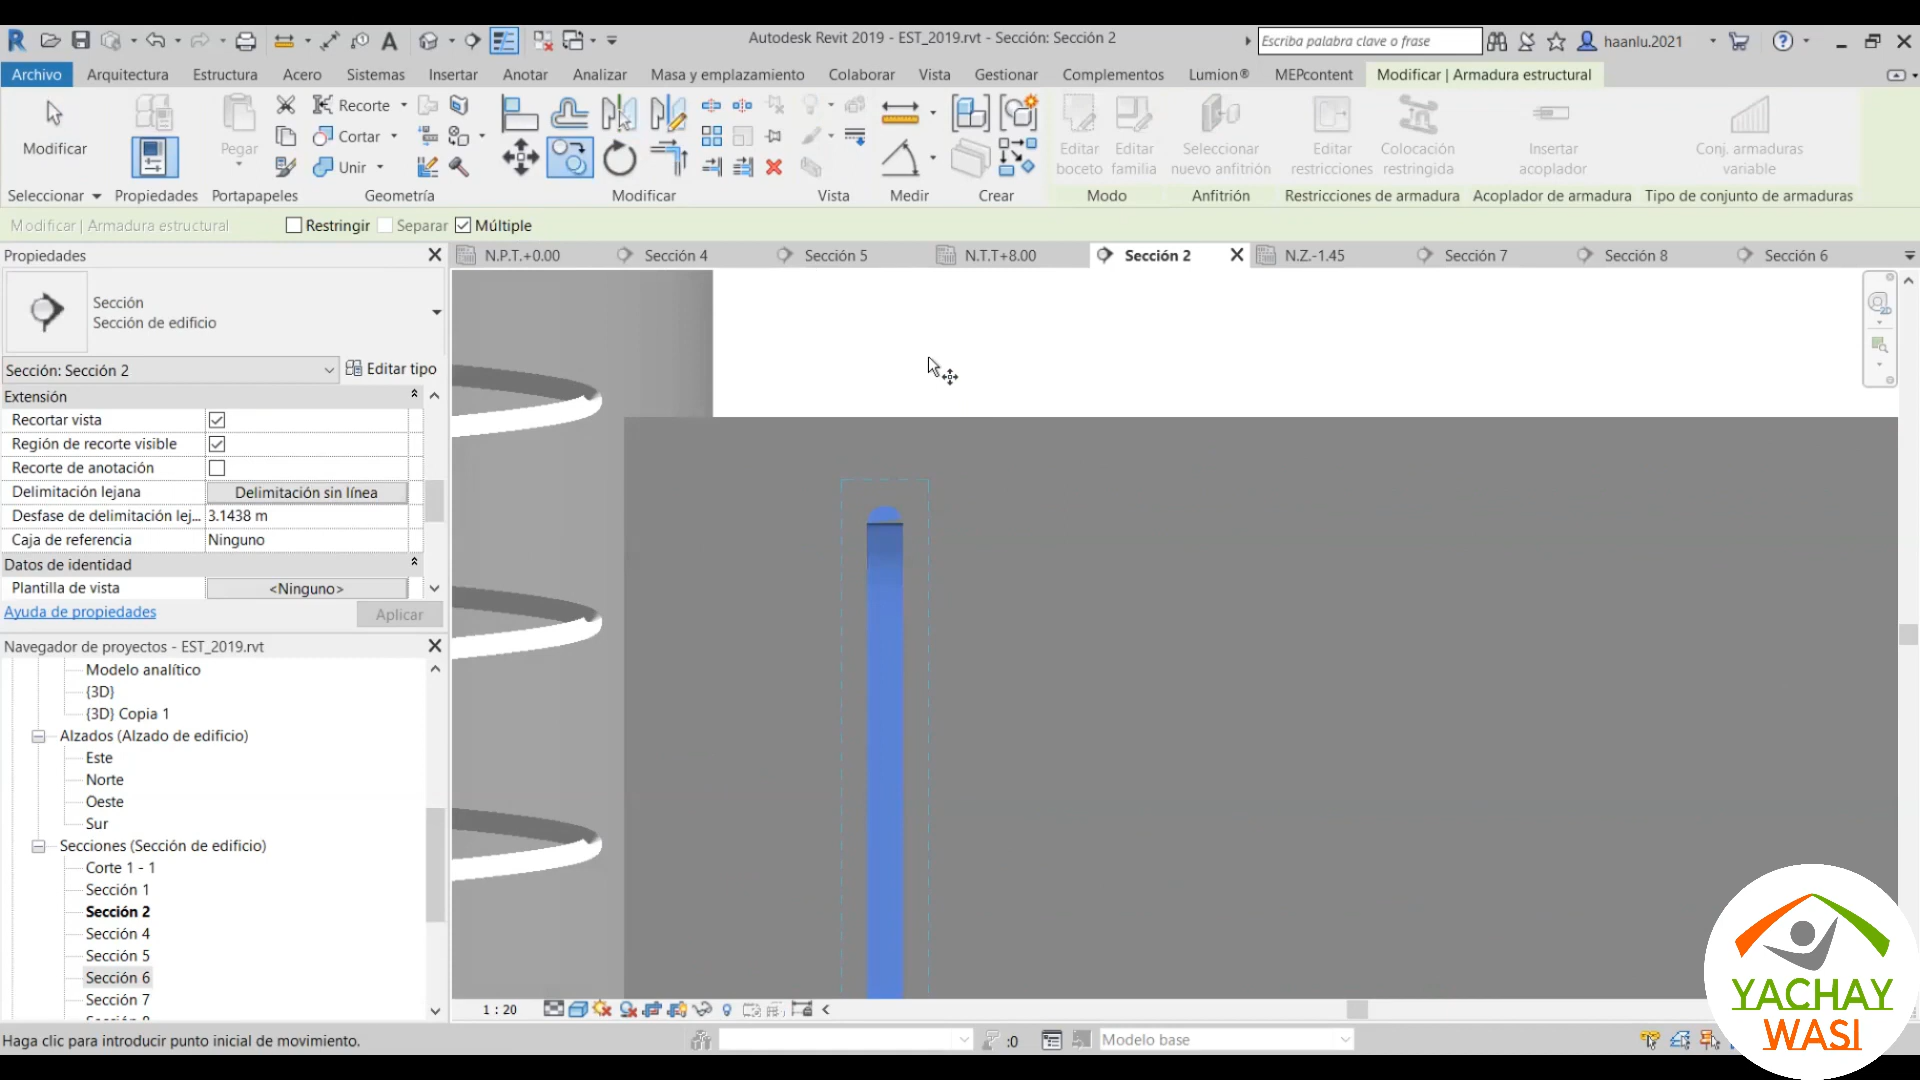 Autodesk Revit 2019 - EST_2019.rvt - Sección: Sección 2
Escriba palabra clave o frase
haanlu.2021
Archivo Arquitectura Estructura Acero Sistemas Insertar Anotar Analizar Masa y emplazamiento Colaborar Vista Gestionar Complementos Lumion® MEPcontent Modificar | Armadura estructural
Recorte
Cortar
Unir
Modificar
Pegar
Editar boceto
Editar familia
Seleccionar nuevo anfitrión
Editar restricciones
Colocación restringida
Insertar acoplador
Conj. armaduras variable
Seleccionar Propiedades Portapapeles Geometría Modificar Vista Medir Crear Modo Anfitrión Restricciones de armadura Acoplador de armadura Tipo de conjunto de armaduras
Modificar | Armadura estructural Restringir Separar Múltiple
Propiedades
N.P.T.+0.00 Sección 4 Sección 5 N.T.T+8.00 Sección 2 N.Z.-1.45 Sección 7 Sección 8 Sección 6
Sección
Sección de edificio
Sección: Sección 2 Editar tipo
Extensión
Recortar vista
Región de recorte visible
Recorte de anotación
Delimitación lejana Delimitación sin línea
Desfase de delimitación lej... 3.1438 m
Caja de referencia Ninguno
Datos de identidad
Plantilla de vista <Ninguno>
Ayuda de propiedades Aplicar
Navegador de proyectos - EST_2019.rvt
Modelo analítico
{3D}
{3D} Copia 1
Alzados (Alzado de edificio)
Este
Norte
Oeste
Sur
Secciones (Sección de edificio)
Corte 1 - 1
Sección 1
Sección 2
Sección 4
Sección 5
Sección 6
Sección 7
2D
1 : 20
Haga clic para introducir punto inicial de movimiento.
:0
Modelo base
YACHAY
WASI